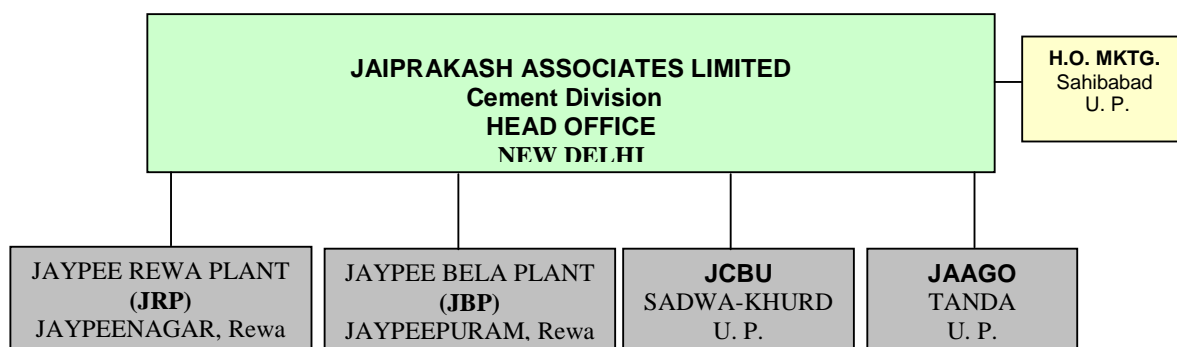 JAIPRAKASH ASSOCIATES LIMITED
Cement Division
HEAD OFFICE
NEW DELHI
H.O. MKTG.
Sahibabad
U. P.
JAYPEE REWA PLANT
(JRP)
JAYPEENAGAR, Rewa
JAYPEE BELA PLANT
(JBP)
JAYPEEPURAM, Rewa
JCBU
SADWA-KHURD
U. P.
JAAGO
TANDA
U. P.